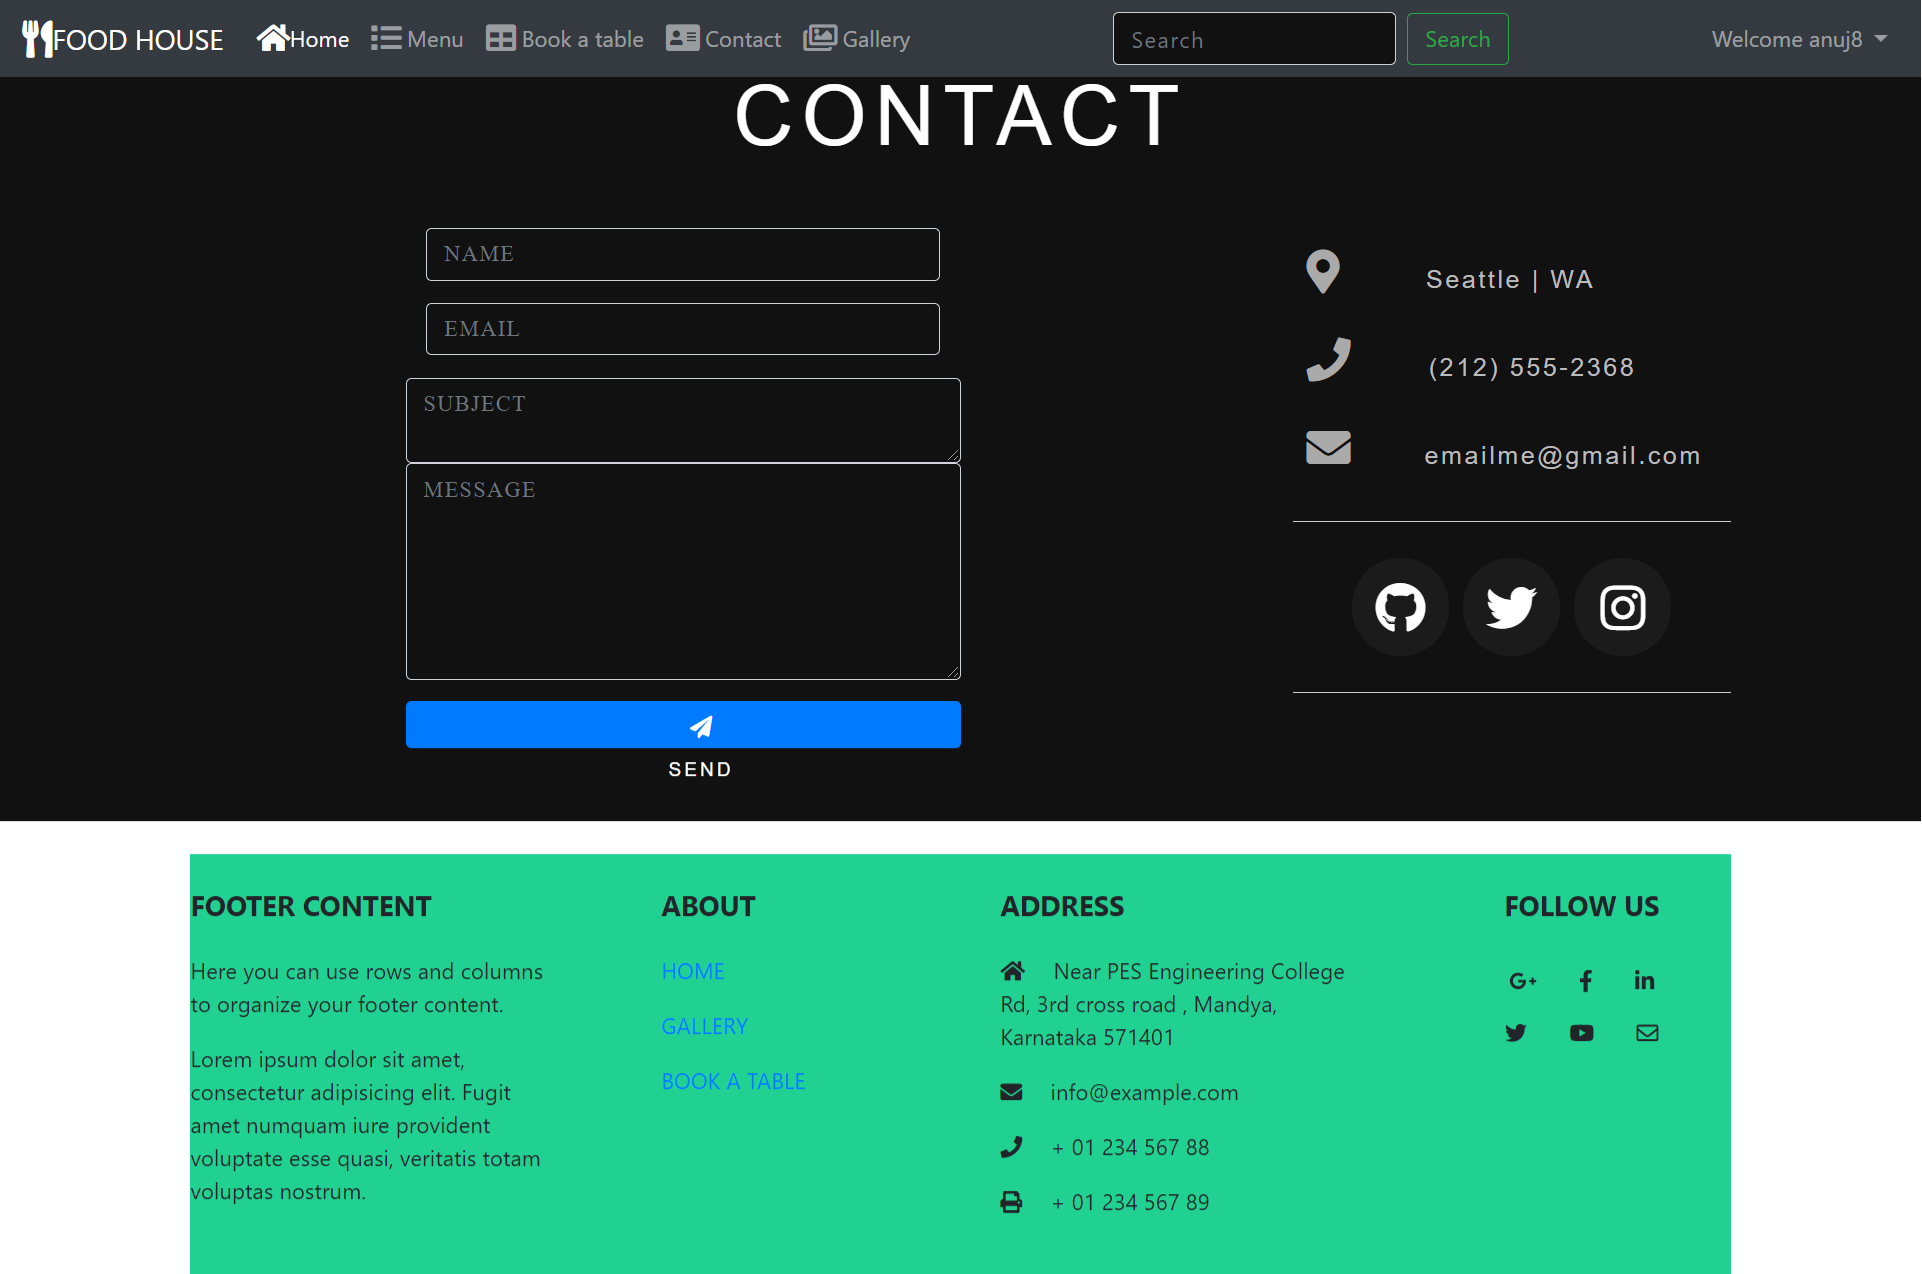 FOOD HOUSE Home Menu Book a table Contact Gallery Search Search Welcome anuj8
CONTACT
NAME
EMAIL
SUBJECT
MESSAGE
SEND
Seattle | WA
(212) 555-2368
emailme@gmail.com
FOOTER CONTENT
Here you can use rows and columns
to organize your footer content.
Lorem ipsum dolor sit amet,
consectetur adipisicing elit. Fugit
amet numquam iure provident
voluptate esse quasi, veritatis totam
voluptas nostrum.
ABOUT
HOME
GALLERY
BOOK A TABLE
ADDRESS
Near PES Engineering College
Rd, 3rd cross road , Mandya,
Karnataka 571401
info@example.com
+ 01 234 567 88
+ 01 234 567 89
FOLLOW US